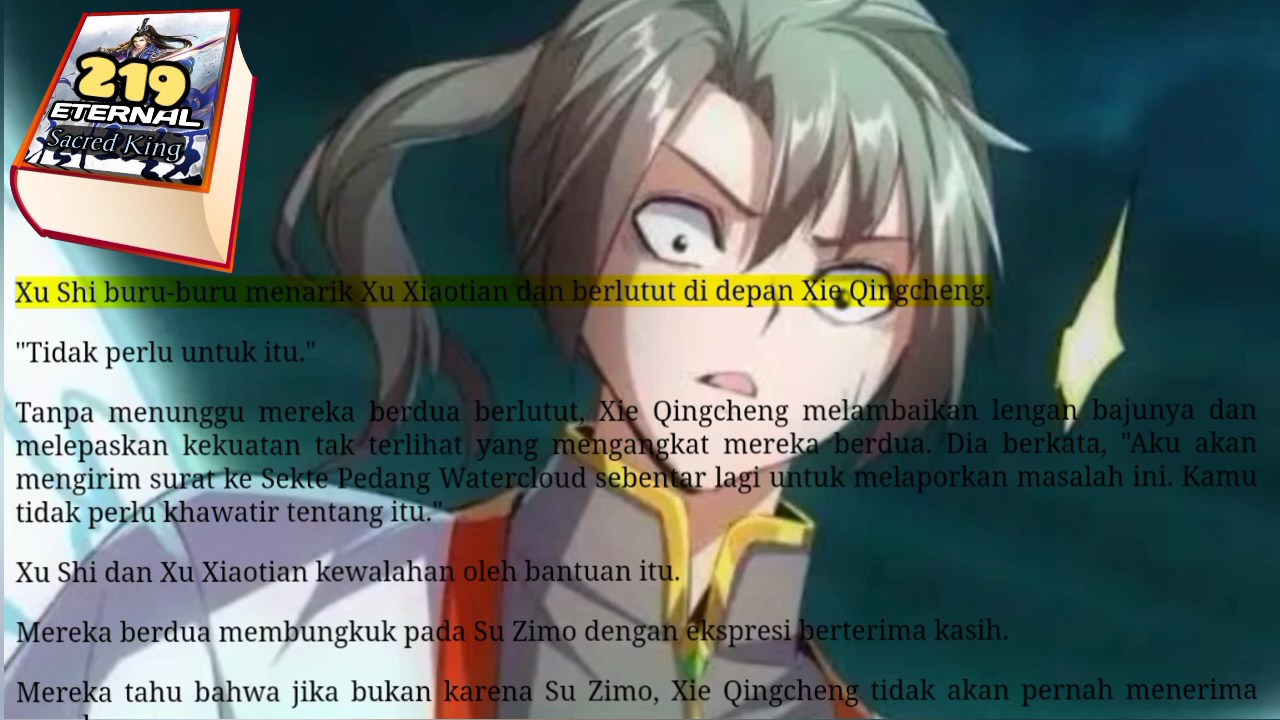 219
ETERNAL
Sacred King
Xu Shi buru-buru menarik Xu Xiaotian dan berlutut di depan Xie Qingcheng.
"Tidak perlu untuk itu."
Tanpa menunggu mereka berdua berlutut, Xie Qingcheng melambaikan lengan bajunya dan
melepaskan kekuatan tak terlihat yang mengangkat mereka berdua. Dia berkata, "Aku akan
mengirim surat ke Sekte Pedang Watercloud sebentar lagi untuk melaporkan masalah ini. Kamu
tidak perlu khawatir tentang itu."
Xu Shi dan Xu Xiaotian kewalahan oleh bantuan itu.
Mereka berdua membungkuk pada Su Zimo dengan ekspresi berterima kasih.
Mereka tahu bahwa jika bukan karena Su Zimo, Xie Qingcheng tidak akan pernah menerima